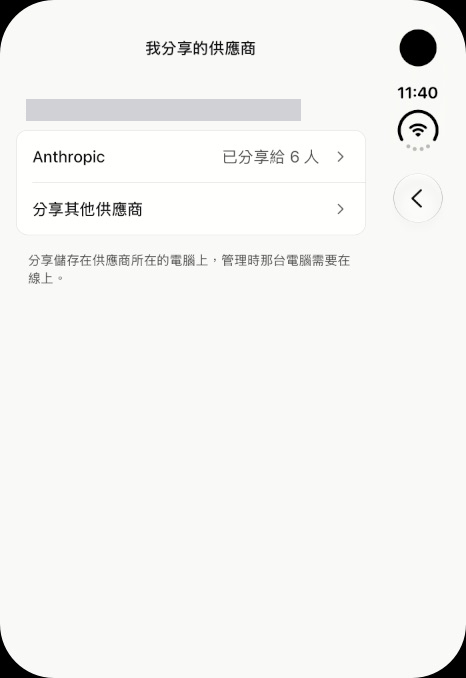 我分享的供應商
11:40
Anthropic 已分享給 6 人
分享其他供應商
分享儲存在供應商所在的電腦上，管理時那台電腦需要在
線上。